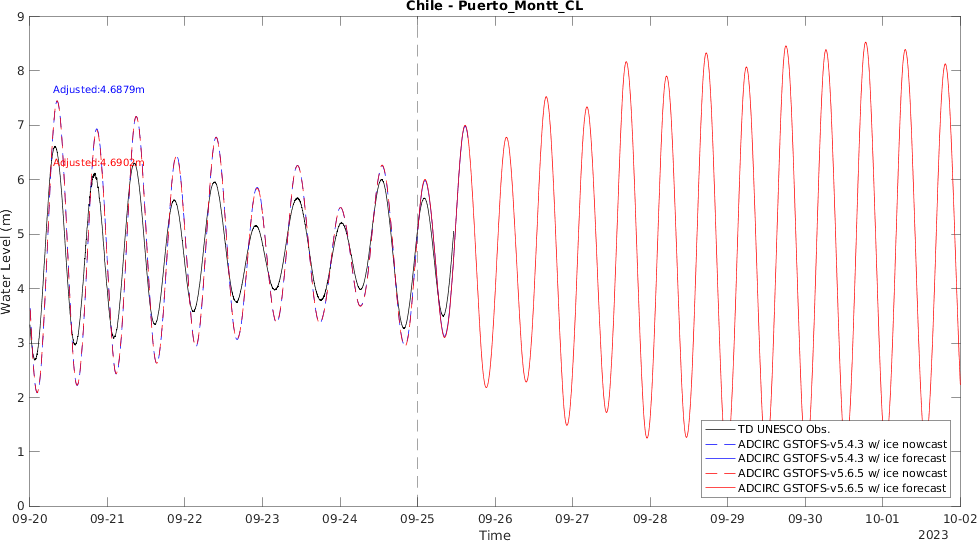 Chile - Puerto_Montt_CL
9
8
7
6
5
4
3
2
1
0
Water Level (m)
Adjusted:4.6879m
Adjusted:4.6902m
TD UNESCO Obs.
ADCIRC GSTOFS-v5.4.3 w/ ice nowcast
ADCIRC GSTOFS-v5.4.3 w/ ice forecast
ADCIRC GSTOFS-v5.6.5 w/ ice nowcast
ADCIRC GSTOFS-v5.6.5 w/ ice forecast
09-20 09-21 09-22 09-23 09-24 09-25 09-26 09-27 09-28 09-29 09-30 10-01 10-02
Time
2023